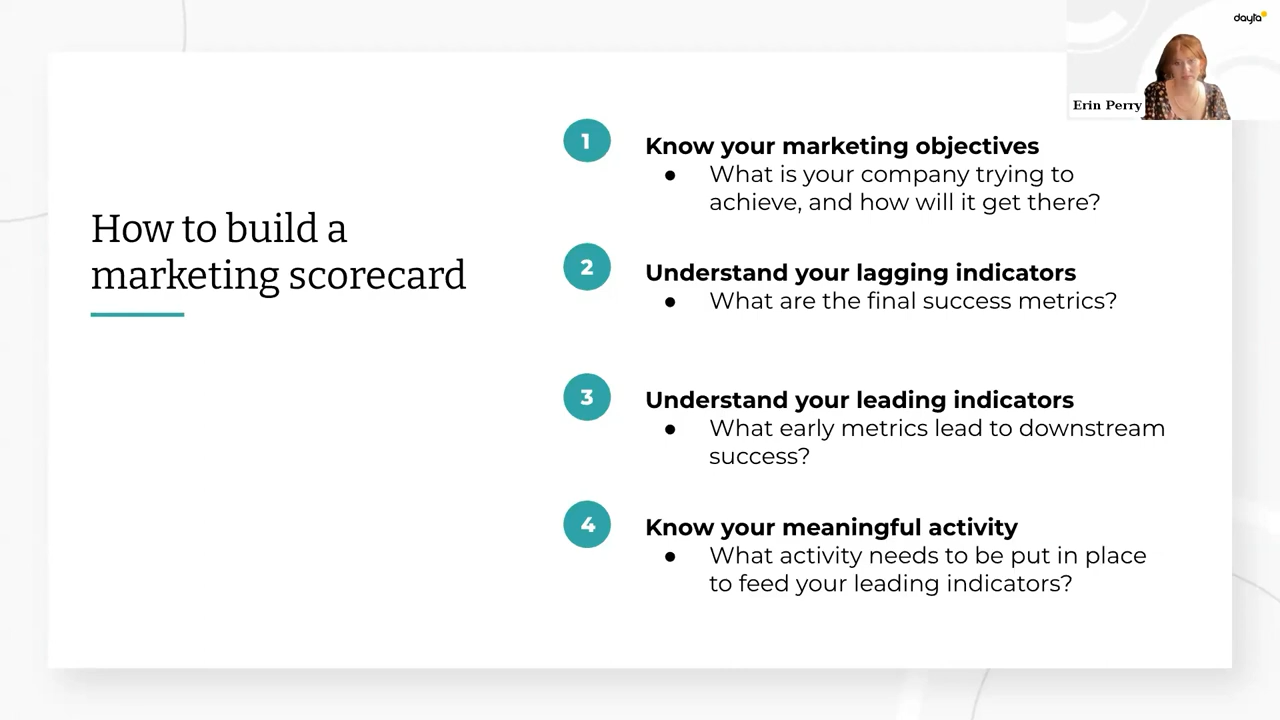 dayta
Erin Perry
How to build a
marketing scorecard
1
Know your marketing objectives
● What is your company trying to
achieve, and how will it get there?
2
Understand your lagging indicators
● What are the final success metrics?
3
Understand your leading indicators
● What early metrics lead to downstream
success?
4
Know your meaningful activity
● What activity needs to be put in place
to feed your leading indicators?